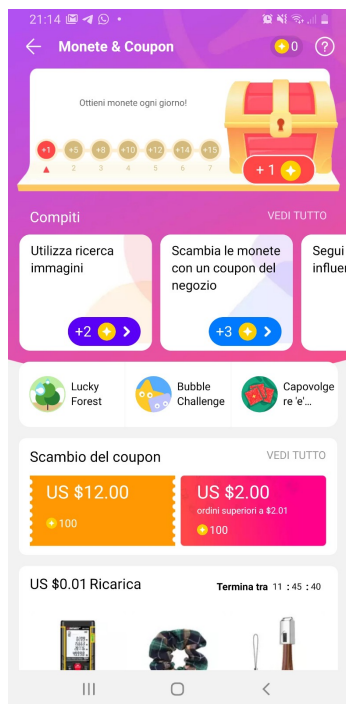 21:14
Monete & Coupon
0
?
Ottieni monete ogni giorno!
+1 +5 +8 +10 +12 +14 +15
2 3 4 5 6 7
+ 1
Compiti
VEDI TUTTO
Utilizza ricerca
immagini
+2
Scambia le monete
con un coupon del
negozio
+3
Segui
influe
Lucky
Forest
Bubble
Challenge
Capovolge
re 'e'...
Scambio del coupon
VEDI TUTTO
US $12.00
100
US $2.00
ordini superiori a $2.01
100
US $0.01 Ricarica
Termina tra 11 : 45 : 40